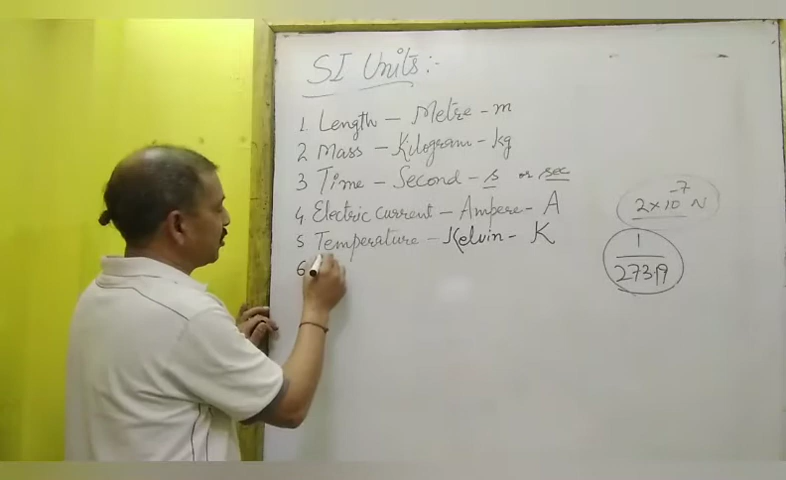 SI Units :-
1 Length - Metre - m
2 Mass - Kilogram - kg
3 Time - Second - s or sec
4 Electric current - Ampere - A
5 Temperature - Kelvin - K
6
2×10⁻⁷ N
1
273.19